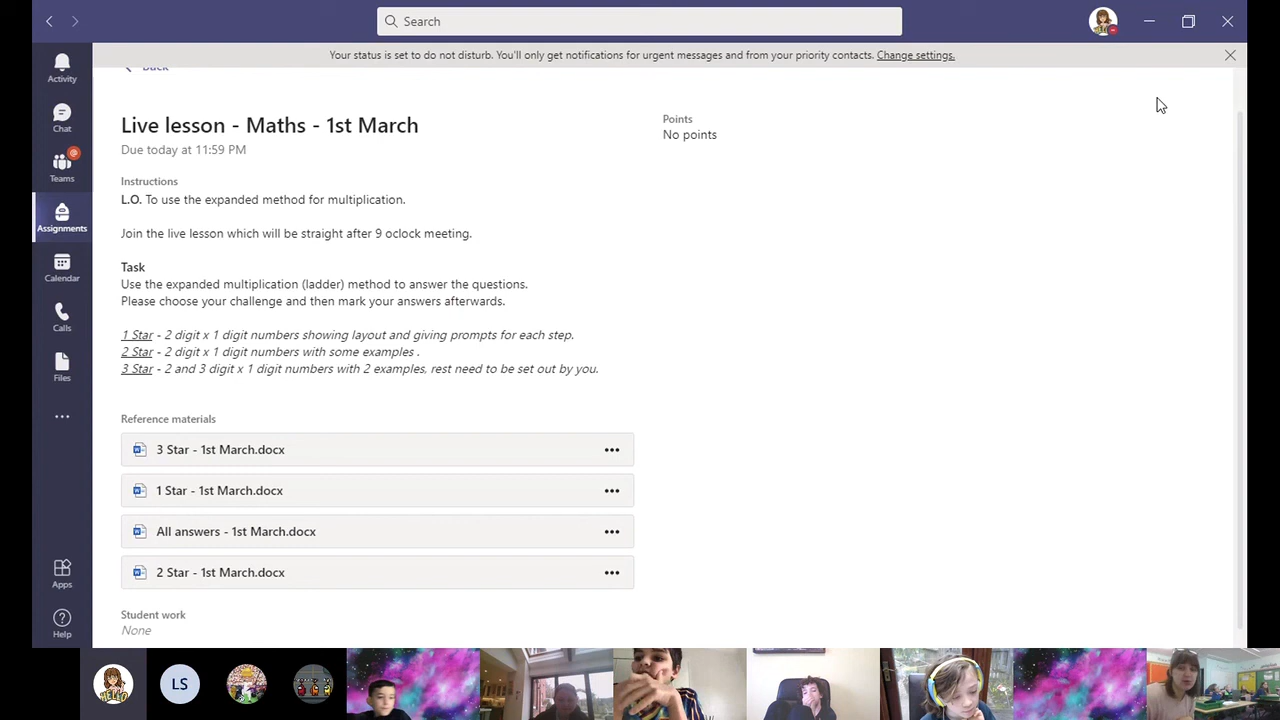 Search
Your status is set to do not disturb. You'll only get notifications for urgent messages and from your priority contacts. Change settings.
Back
Activity
Chat
Teams
Assignments
Calendar
Calls
Files
Apps
Help
Live lesson - Maths - 1st March
Due today at 11:59 PM
Points
No points
Instructions
L.O. To use the expanded method for multiplication.
Join the live lesson which will be straight after 9 oclock meeting.
Task
Use the expanded multiplication (ladder) method to answer the questions.
Please choose your challenge and then mark your answers afterwards.
1 Star - 2 digit x 1 digit numbers showing layout and giving prompts for each step.
2 Star - 2 digit x 1 digit numbers with some examples .
3 Star - 2 and 3 digit x 1 digit numbers with 2 examples, rest need to be set out by you.
Reference materials
3 Star - 1st March.docx
1 Star - 1st March.docx
All answers - 1st March.docx
2 Star - 1st March.docx
Student work
None
HELLO
LS